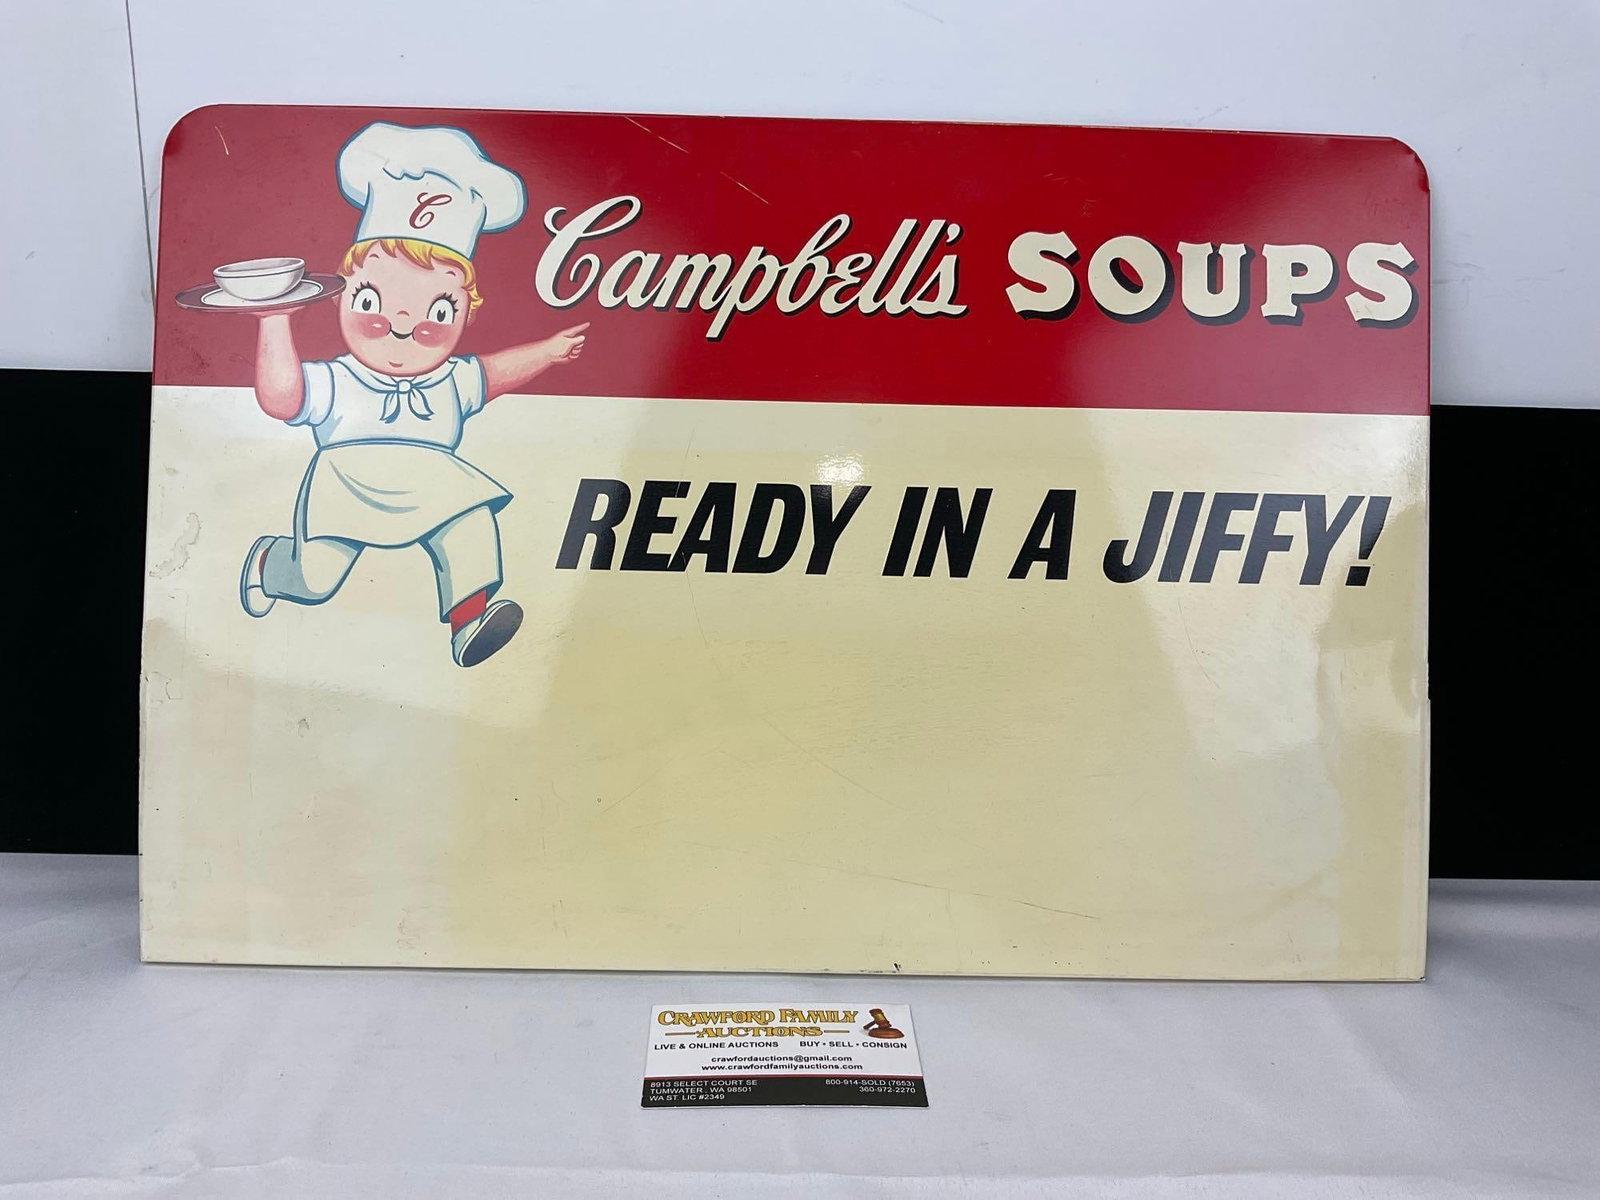 C
Campbell's SOUPS
READY IN A JIFFY!
CRAWFORD FAMILY
AUCTIONS
LIVE & ONLINE AUCTIONS BUY • SELL • CONSIGN
crawfordauctions@gmail.com
www.crawfordfamilyauctions.com
8913 SELECT COURT SE 800-914-SOLD (7653)
TUMWATER , WA 98501 360-972-2270
WA ST. LIC #2349